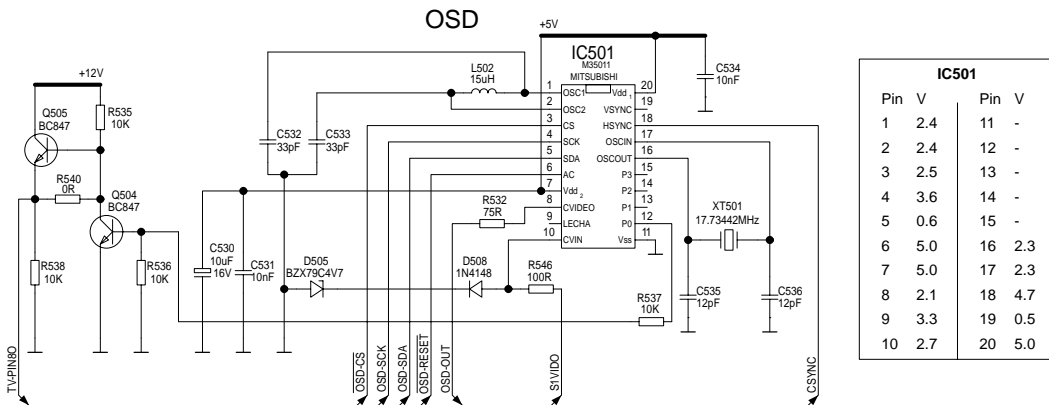 OSD
+5V
IC501
M35011
MITSUBISHI
+12V
Q505
BC847
R535
10K
R540
0R
Q504
BC847
R538
10K
R536
10K
L502
15uH
C532
33pF
C533
33pF
C534
10nF
1 OSC1 Vdd 1 20
2 OSC2 VSYNC 19
3 CS HSYNC 18
4 SCK OSCIN 17
5 SDA OSCOUT 16
6 AC P3 15
7 Vdd 2 P2 14
8 CVIDEO P1 13
9 LECHA P0 12
10 CVIN Vss 11
R532
75R
XT501
17.73442MHz
C530
10uF
16V
C531
10nF
D505
BZX79C4V7
D508
1N4148
R546
100R
R537
10K
C535
12pF
C536
12pF
TV-PIN8O
OSD-CS
OSD-SCK
OSD-SDA
OSD-RESET
OSD-OUT
S1VIDO
CSYNC
IC501
Pin V Pin V
1 2.4 11 -
2 2.4 12 -
3 2.5 13 -
4 3.6 14 -
5 0.6 15 -
6 5.0 16 2.3
7 5.0 17 2.3
8 2.1 18 4.7
9 3.3 19 0.5
10 2.7 20 5.0